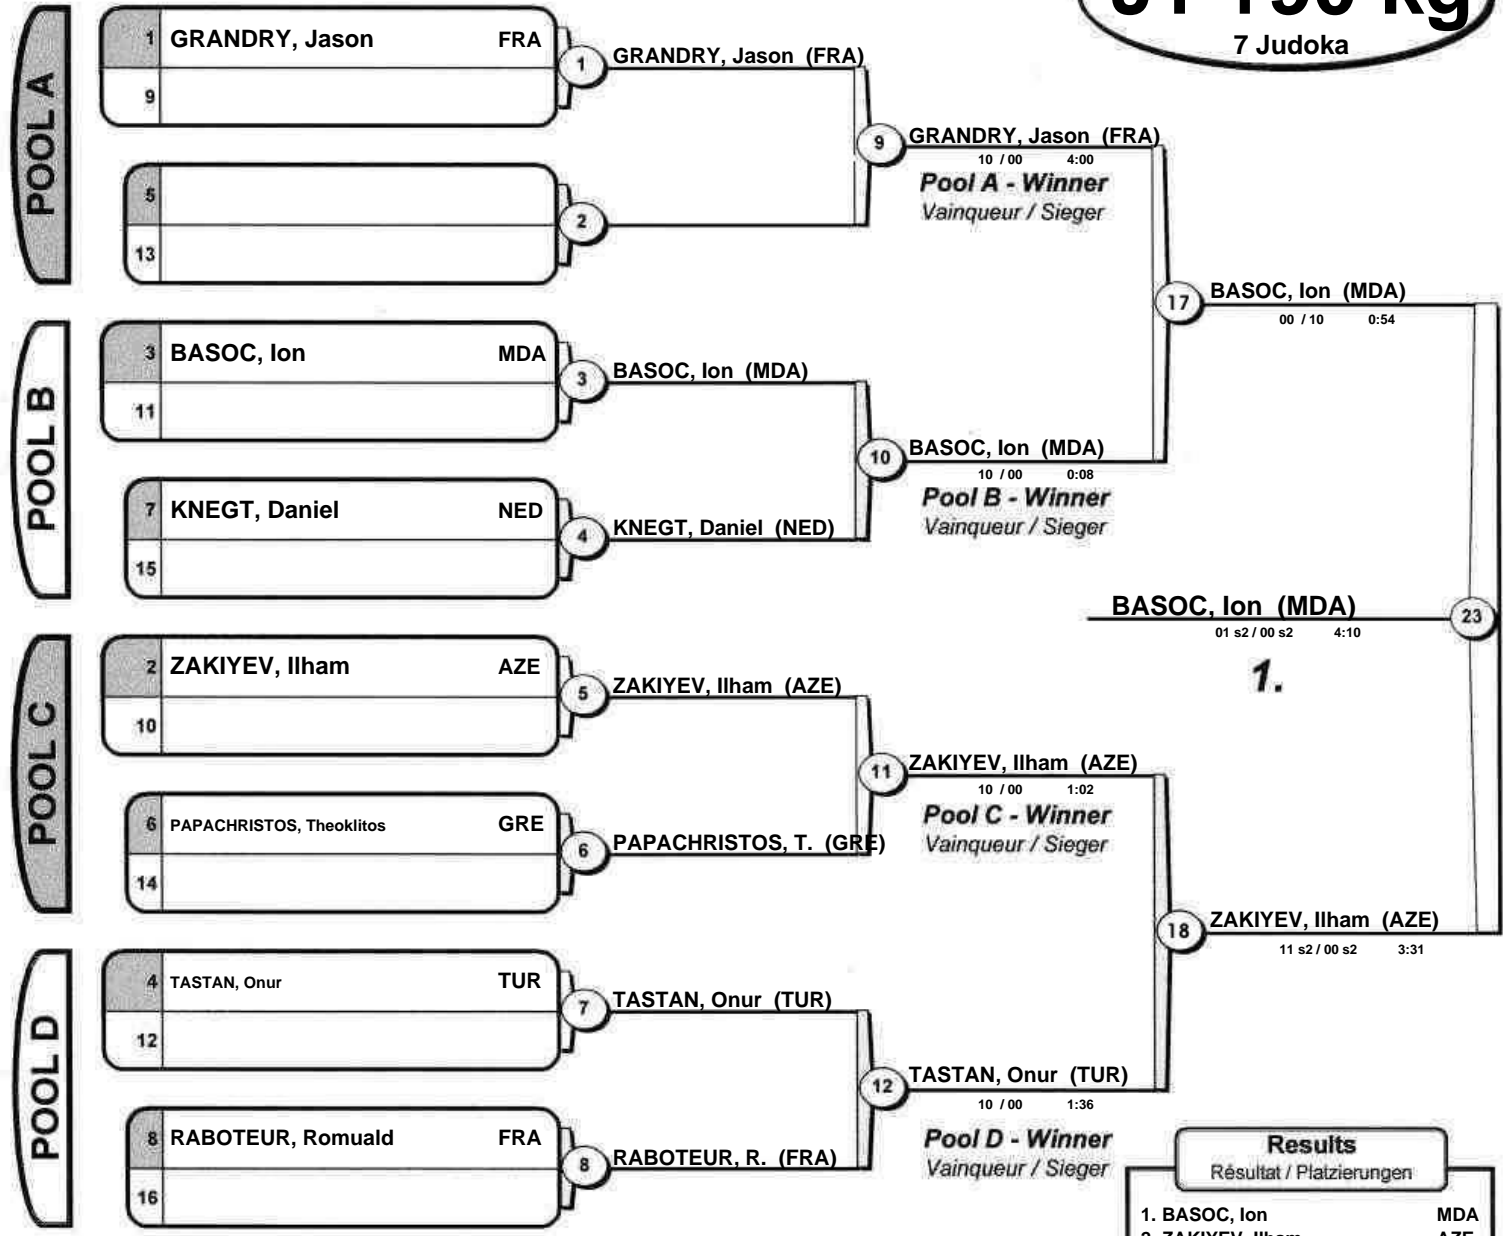 7 Judoka
POOL A
1 GRANDRY, Jason FRA
9
1
GRANDRY, Jason (FRA)
5
13
2
9
GRANDRY, Jason (FRA)
10 / 00 4:00
Pool A - Winner
Vainqueur / Sieger
POOL B
3 BASOC, Ion MDA
11
3
BASOC, Ion (MDA)
7 KNEGT, Daniel NED
15
4
KNEGT, Daniel (NED)
10
BASOC, Ion (MDA)
10 / 00 0:08
Pool B - Winner
Vainqueur / Sieger
17
BASOC, Ion (MDA)
00 / 10 0:54
BASOC, Ion (MDA)
01 s2 / 00 s2 4:10
23
1.
POOL C
2 ZAKIYEV, Ilham AZE
10
5
ZAKIYEV, Ilham (AZE)
6 PAPACHRISTOS, Theoklitos GRE
14
6
PAPACHRISTOS, T. (GRE)
11
ZAKIYEV, Ilham (AZE)
10 / 00 1:02
Pool C - Winner
Vainqueur / Sieger
18
ZAKIYEV, Ilham (AZE)
11 s2 / 00 s2 3:31
POOL D
4 TASTAN, Onur TUR
12
7
TASTAN, Onur (TUR)
8 RABOTEUR, Romuald FRA
16
8
RABOTEUR, R. (FRA)
12
TASTAN, Onur (TUR)
10 / 00 1:36
Pool D - Winner
Vainqueur / Sieger
Results
Résultat / Platzierungen
1. BASOC, Ion MDA